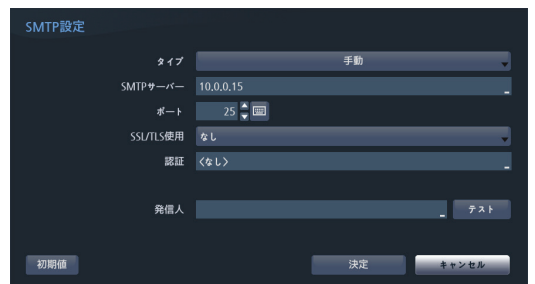 SMTP設定
タイプ 手動
SMTPサーバー 10.0.0.15
ポート 25
SSL/TLS使用 なし
認証 <なし>
発信人 テスト
初期値 決定 キャンセル